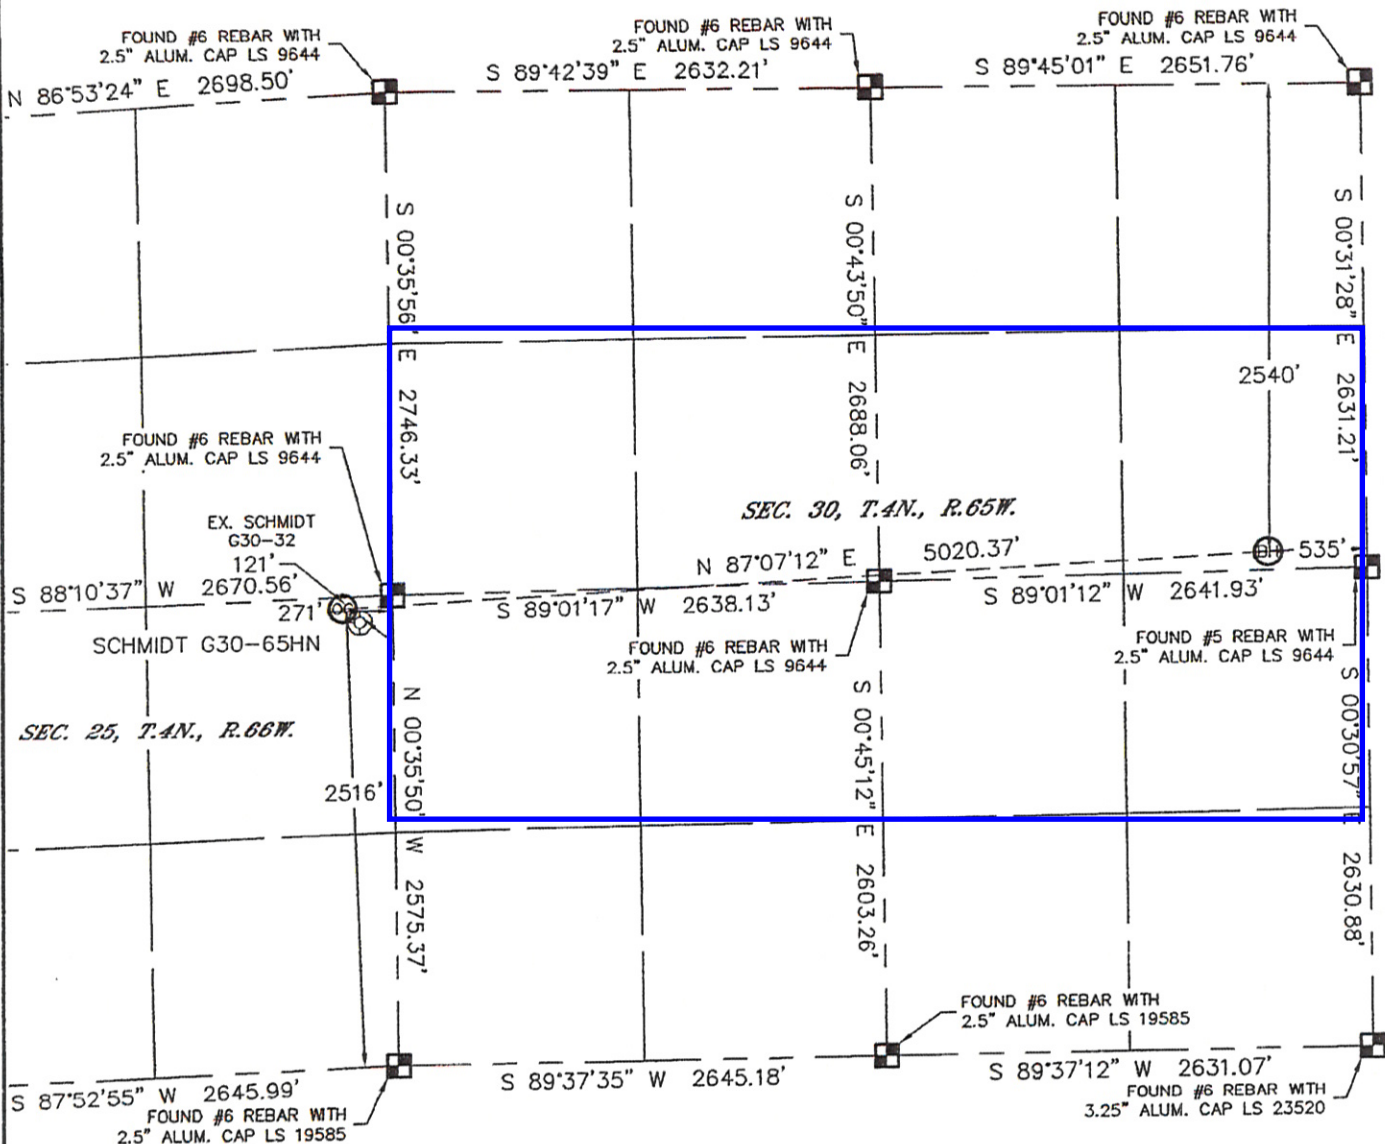 FOUND #6 REBAR WITH
2.5" ALUM. CAP LS 9644
FOUND #6 REBAR WITH
2.5" ALUM. CAP LS 9644
FOUND #6 REBAR WITH
2.5" ALUM. CAP LS 9644
N 86°53'24" E 2698.50'
S 89°42'39" E 2632.21'
S 89°45'01" E 2651.76'
S 00°35'56" E 2746.33'
S 00°43'50" E 2688.06'
S 00°31'28" E 2631.21'
2540'
FOUND #6 REBAR WITH
2.5" ALUM. CAP LS 9644
EX. SCHMIDT
G30-32
121'
SEC. 30, T.4N., R.65W.
N 87°07'12" E 5020.37'
BH
535'
S 88°10'37" W 2670.56'
271'
OG
S 89°01'17" W 2638.13'
S 89°01'12" W 2641.93'
SCHMIDT G30-65HN
FOUND #6 REBAR WITH
2.5" ALUM. CAP LS 9644
FOUND #5 REBAR WITH
2.5" ALUM. CAP LS 9644
SEC. 25, T.4N., R.66W.
2516'
N 00°35'50" W 2575.37'
S 00°45'12" E 2603.26'
S 00°30'57" E 2630.88'
FOUND #6 REBAR WITH
2.5" ALUM. CAP LS 19585
S 87°52'55" W 2645.99'
S 89°37'35" W 2645.18'
S 89°37'12" W 2631.07'
FOUND #6 REBAR WITH
2.5" ALUM. CAP LS 19585
FOUND #6 REBAR WITH
3.25" ALUM. CAP LS 23520